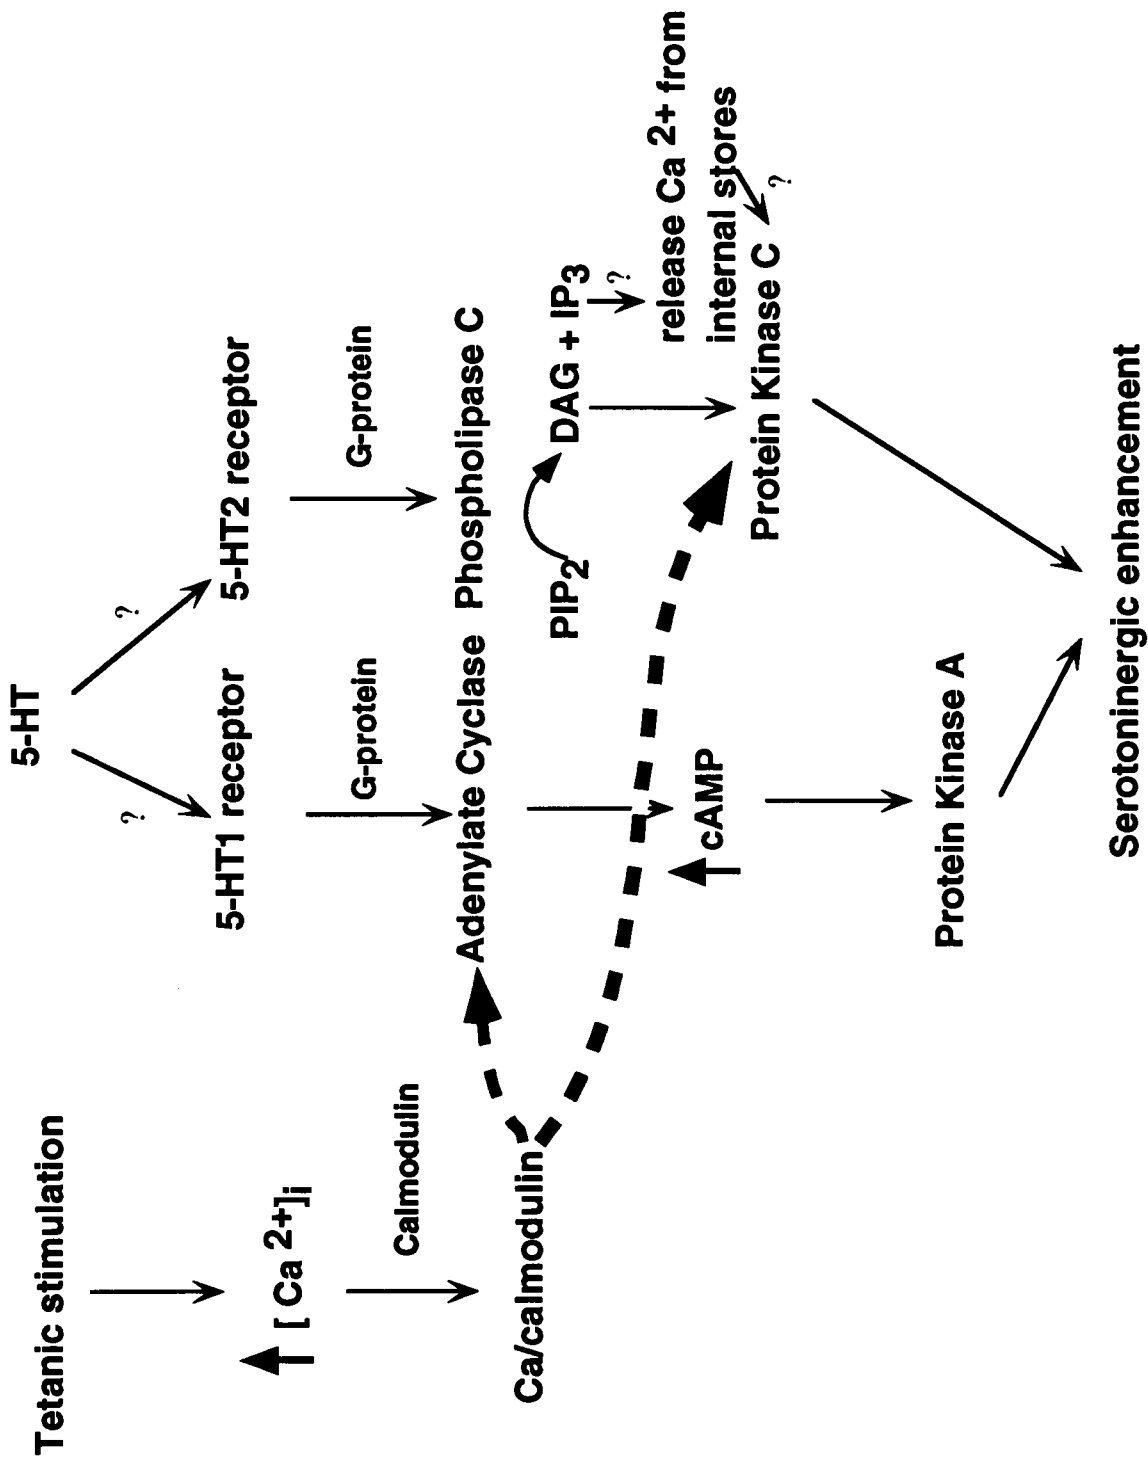 5-HT
?
?
Tetanic stimulation
5-HT1 receptor
5-HT2 receptor
[ Ca 2+]i
G-protein
G-protein
Calmodulin
Adenylate Cyclase
Phospholipase C
Ca/calmodulin
PIP2
DAG + IP3
?
release Ca 2+ from
internal stores
?
cAMP
Protein Kinase C
Protein Kinase A
Serotoninergic enhancement